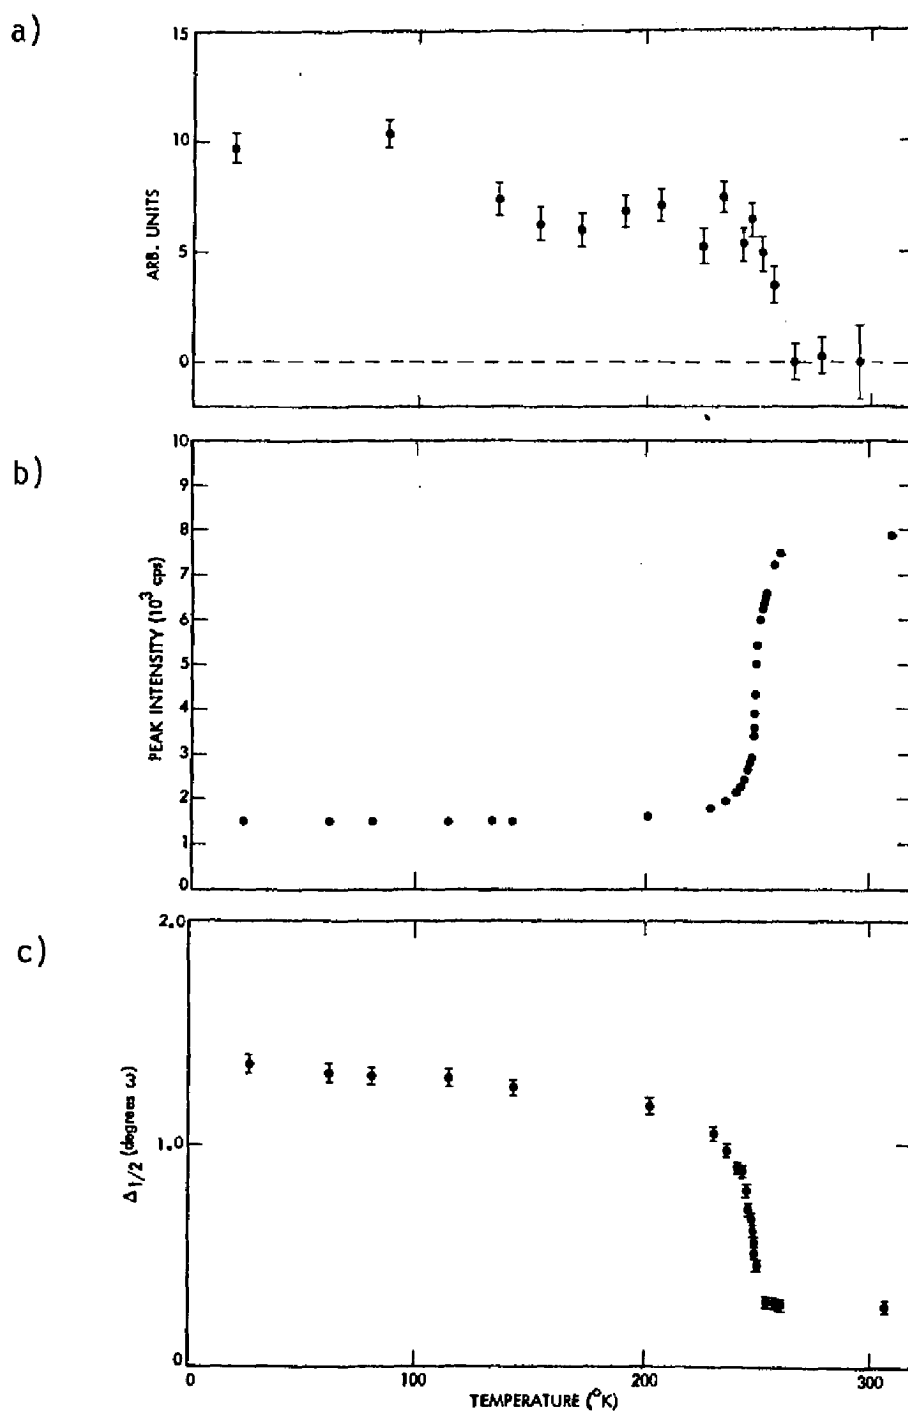 a)
15
10
5
0
ARB. UNITS
b)
10
9
8
7
6
5
4
3
2
1
0
PEAK INTENSITY (10³ cps)
c)
2.0
1.0
0
Δ1/2 (degrees ω)
0 100 200 300
TEMPERATURE (°K)